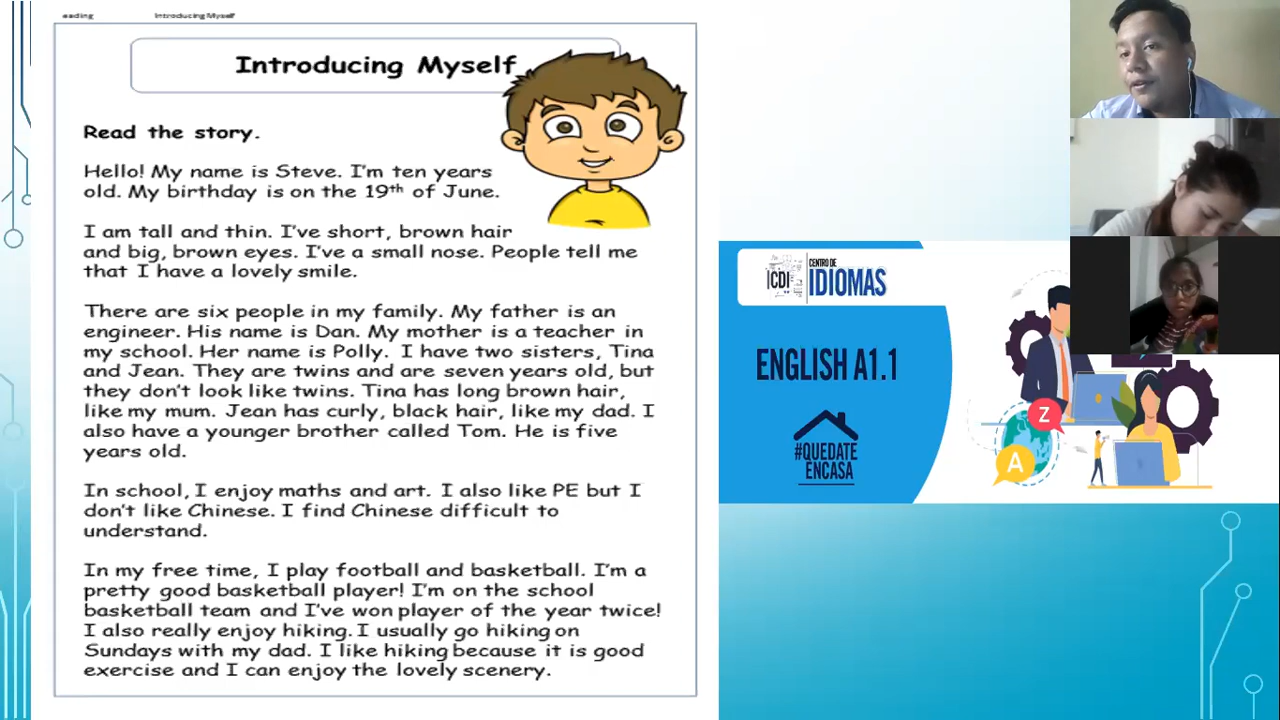 eading Introducing Myself
Introducing Myself
Read the story.
Hello! My name is Steve. I'm ten years
old. My birthday is on the 19th of June.
I am tall and thin. I've short, brown hair
and big, brown eyes. I've a small nose. People tell me
that I have a lovely smile.
There are six people in my family. My father is an
engineer. His name is Dan. My mother is a teacher in
my school. Her name is Polly. I have two sisters, Tina
and Jean. They are twins and are seven years old, but
they don't look like twins. Tina has long brown hair,
like my mum. Jean has curly, black hair, like my dad. I
also have a younger brother called Tom. He is five
years old.
In school, I enjoy maths and art. I also like PE but I
don't like Chinese. I find Chinese difficult to
understand.
In my free time, I play football and basketball. I'm a
pretty good basketball player! I'm on the school
basketball team and I've won player of the year twice!
I also really enjoy hiking. I usually go hiking on
Sundays with my dad. I like hiking because it is good
exercise and I can enjoy the lovely scenery.
ICDI
CENTRO DE
IDIOMAS
ENGLISH A1.1
#QUEDATE
ENCASA
Z
A